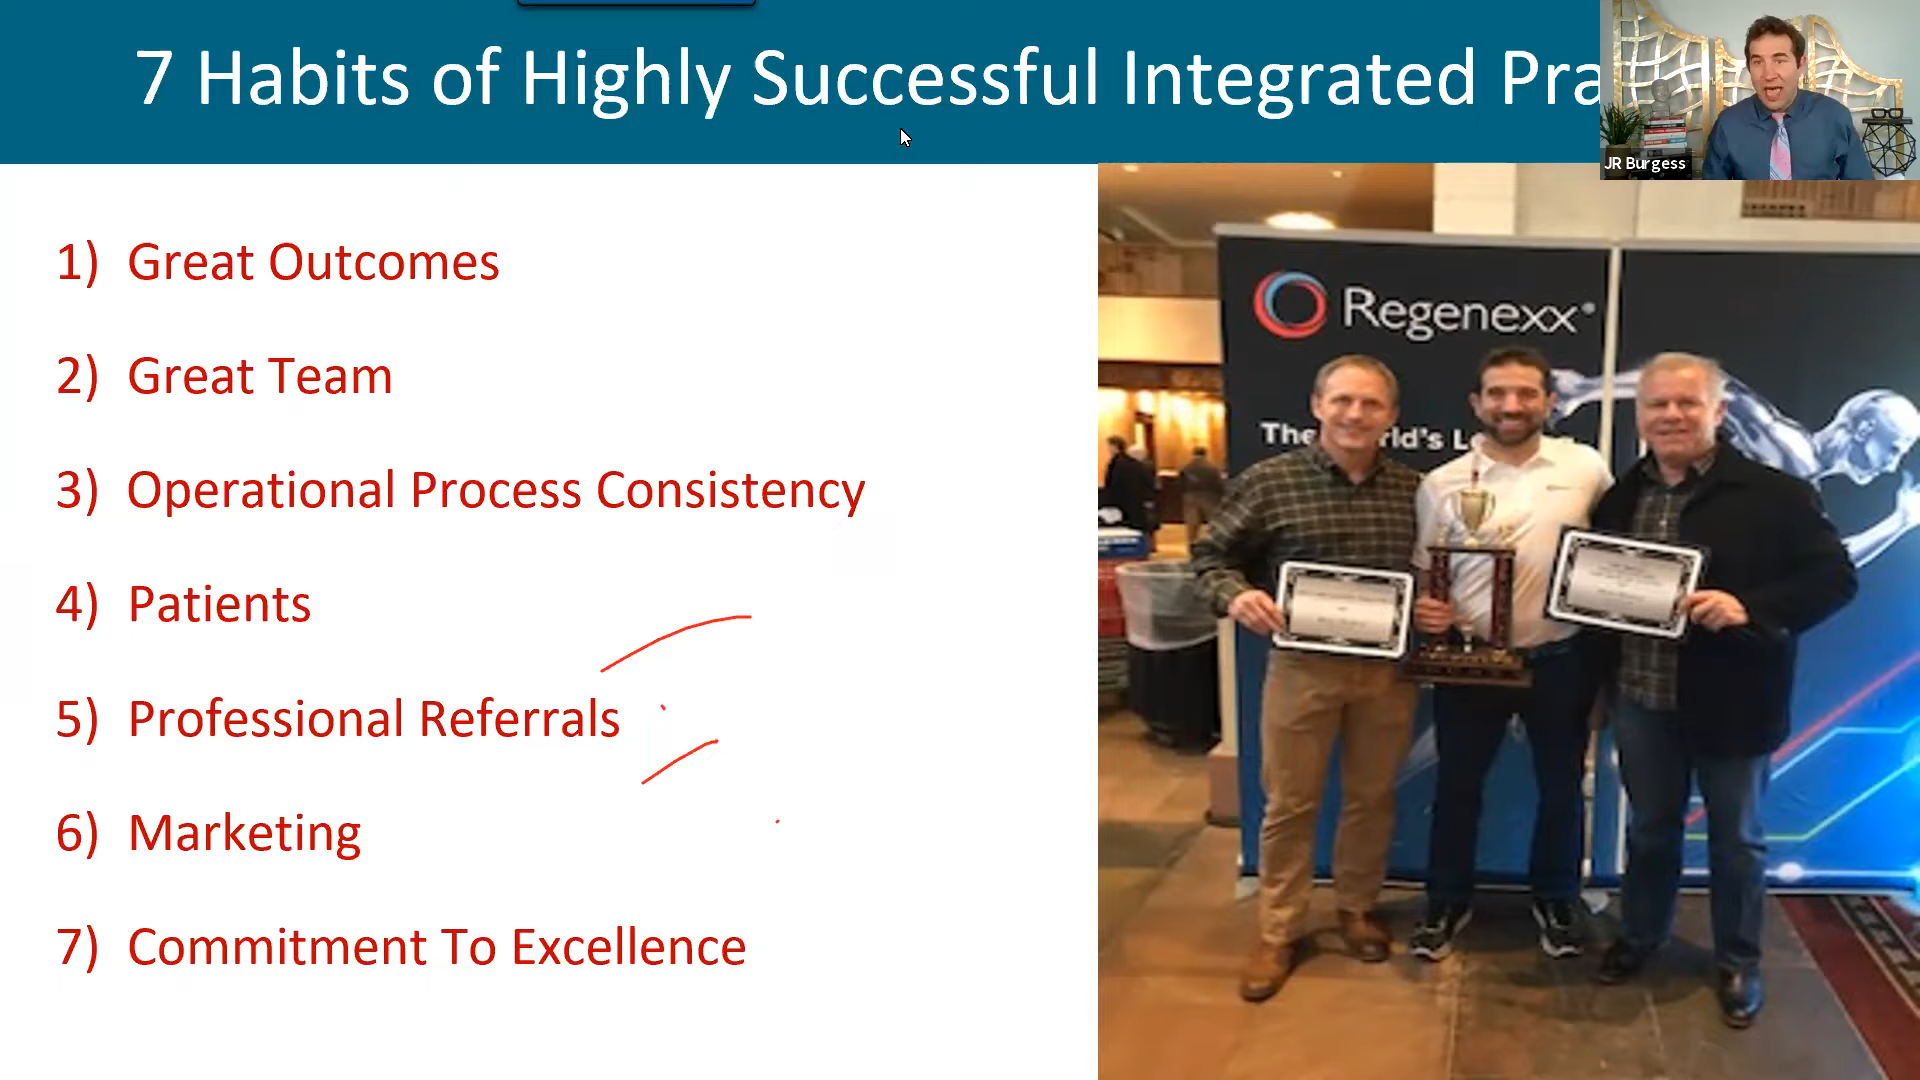 7 Habits of Highly Successful Integrated Pra
JR Burgess
1) Great Outcomes
2) Great Team
3) Operational Process Consistency
4) Patients
5) Professional Referrals
6) Marketing
7) Commitment To Excellence
Regenexx®
The rld's L